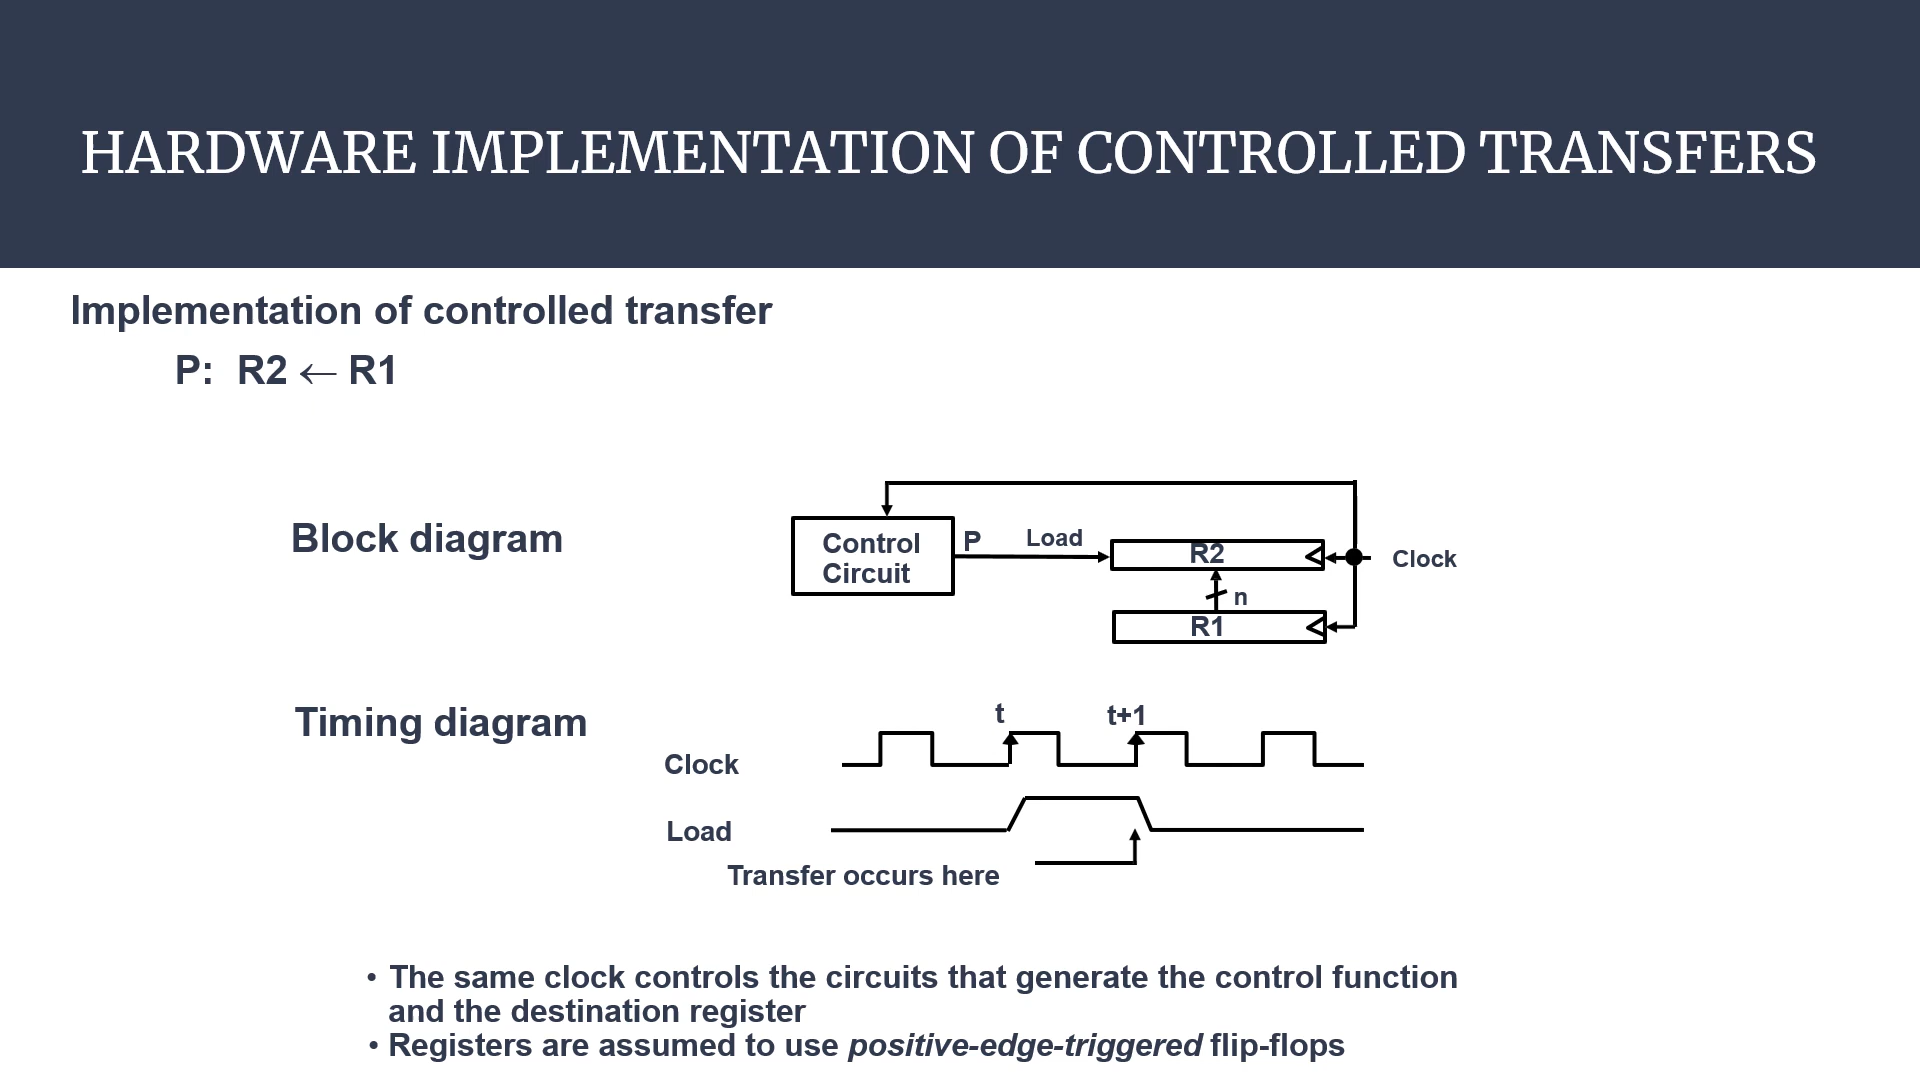 HARDWARE IMPLEMENTATION OF CONTROLLED TRANSFERS
Implementation of controlled transfer
P: R2 ← R1
Block diagram
Control
Circuit
P
Load
R2
Clock
n
R1
Timing diagram
t
t+1
Clock
Load
Transfer occurs here
• The same clock controls the circuits that generate the control function
and the destination register
• Registers are assumed to use positive-edge-triggered flip-flops